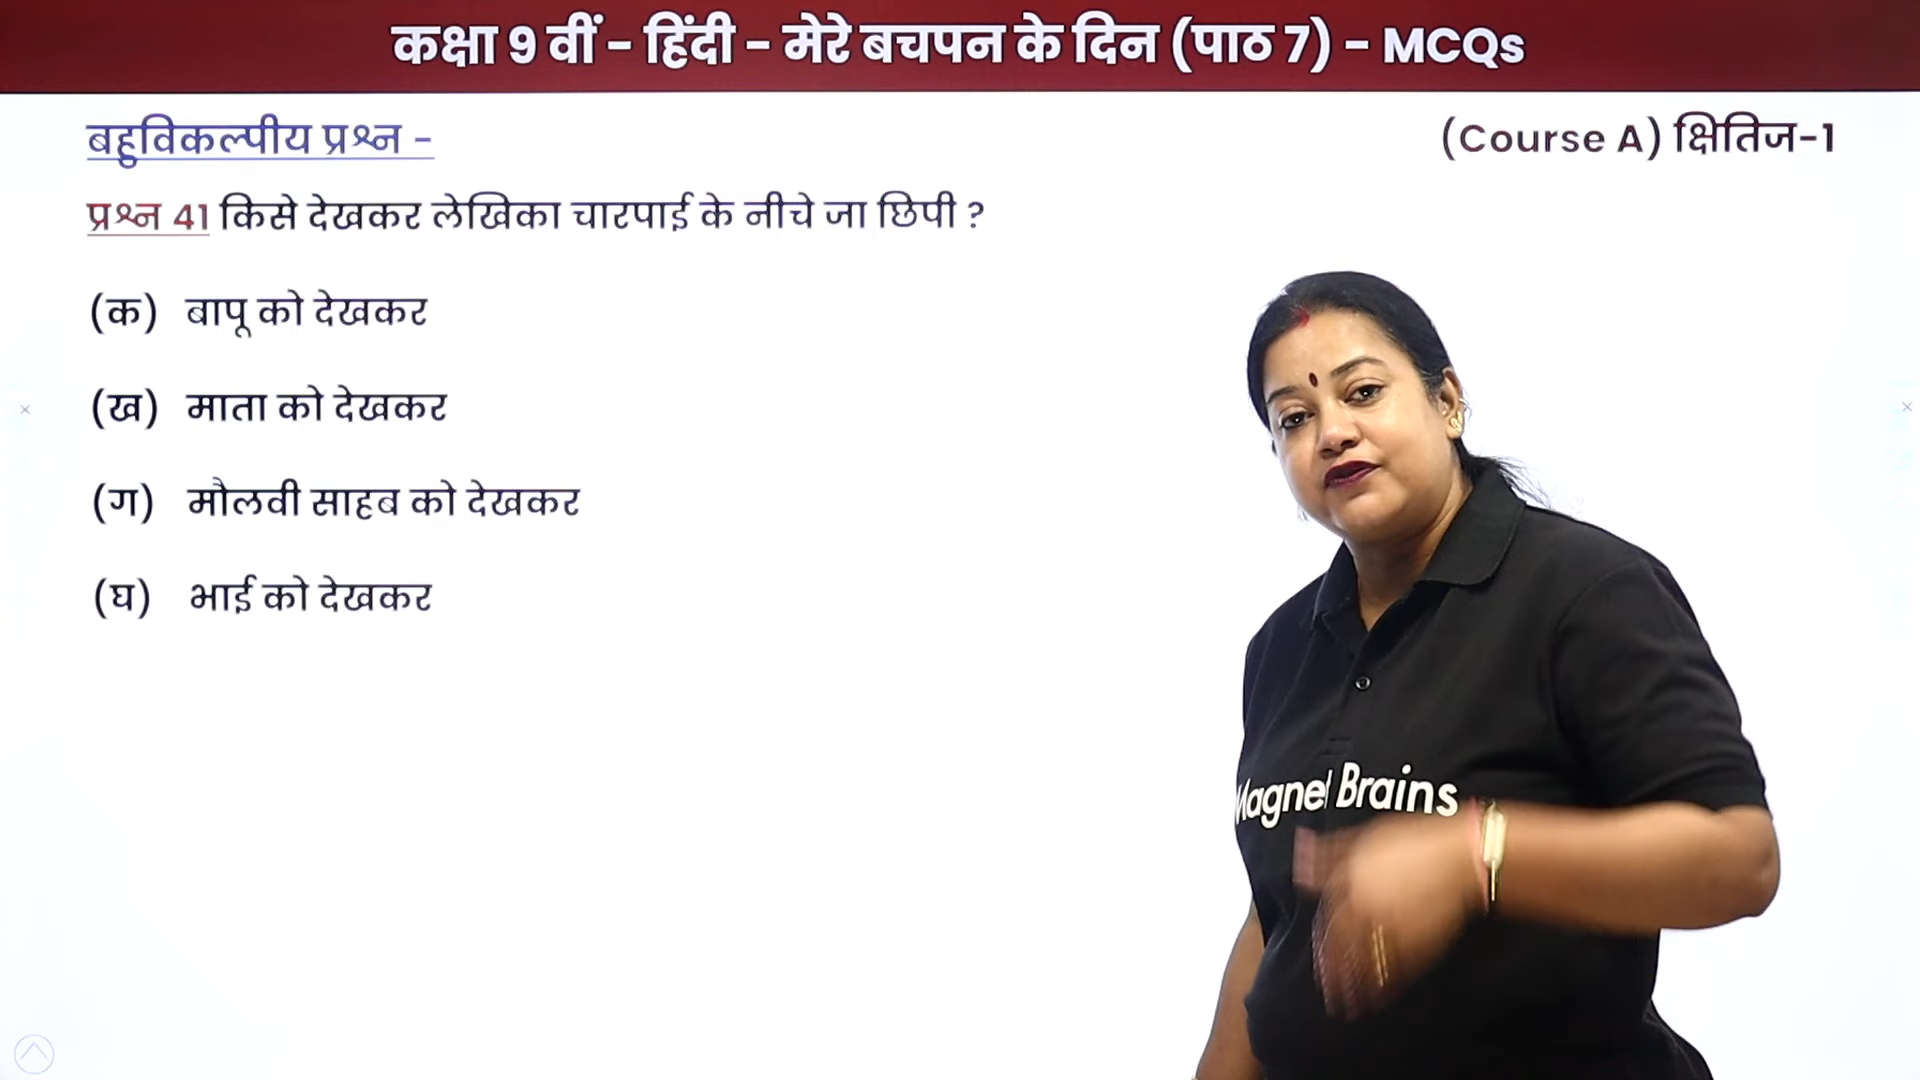 कक्षा 9 वीं - हिंदी - मेरे बचपन के दिन (पाठ 7) - MCQs
बहुविकल्पीय प्रश्न -
(Course A) क्षितिज-1
प्रश्न 41 किसे देखकर लेखिका चारपाई के नीचे जा छिपी ?
(क) बापू को देखकर
(ख) माता को देखकर
(ग) मौलवी साहब को देखकर
(घ) भाई को देखकर
Magnet Brains